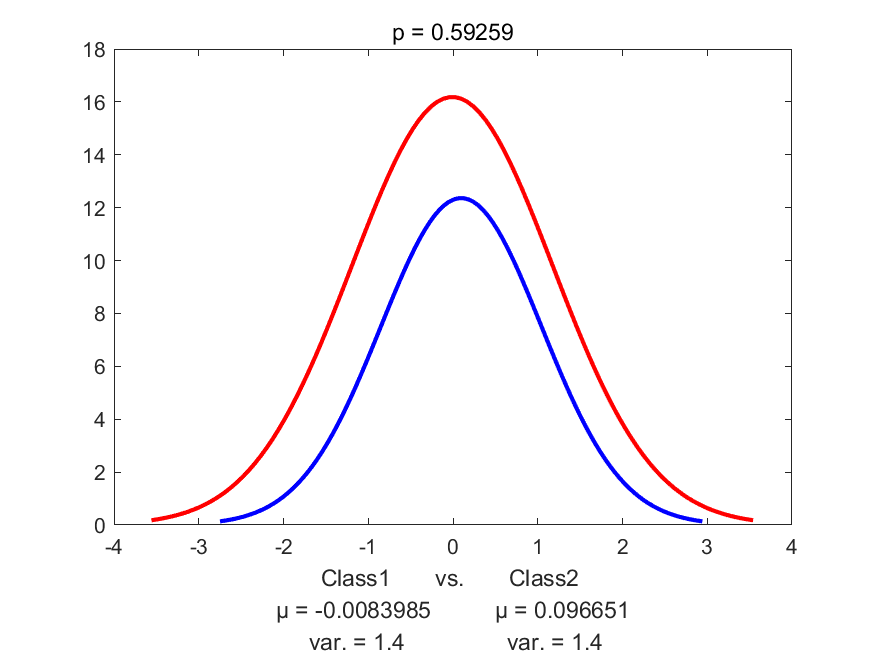 p = 0.59259
18
16
14
12
10
8
6
4
2
0
-4 -3 -2 -1 0 1 2 3 4
Class1 vs. Class2
μ = -0.0083985 μ = 0.096651
var. = 1.4 var. = 1.4